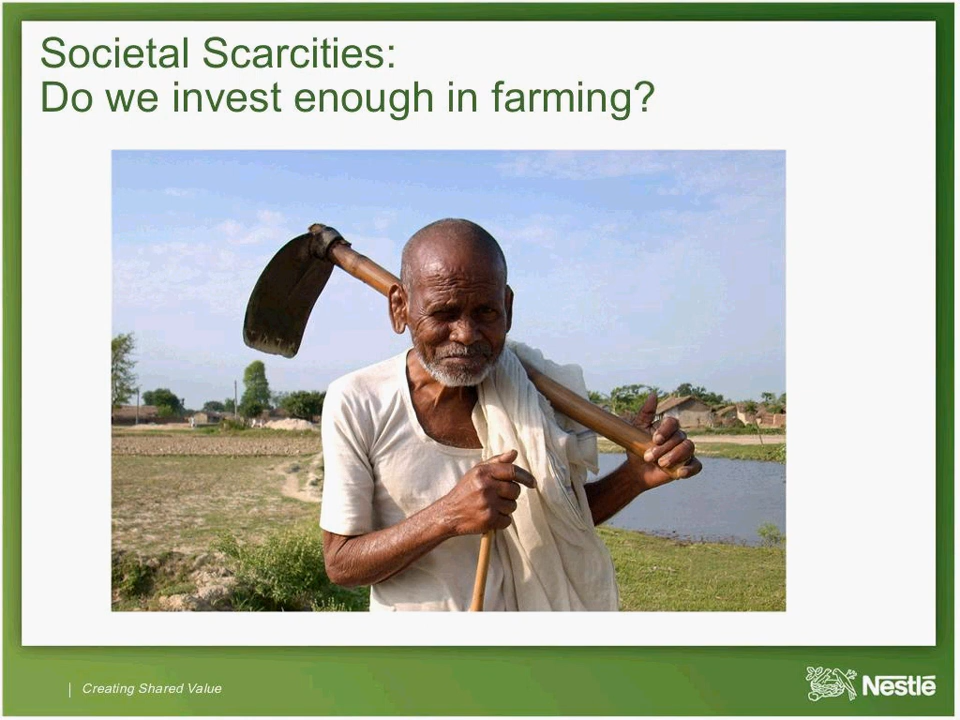 Societal Scarcities:
Do we invest enough in farming?
| Creating Shared Value
Nestlé